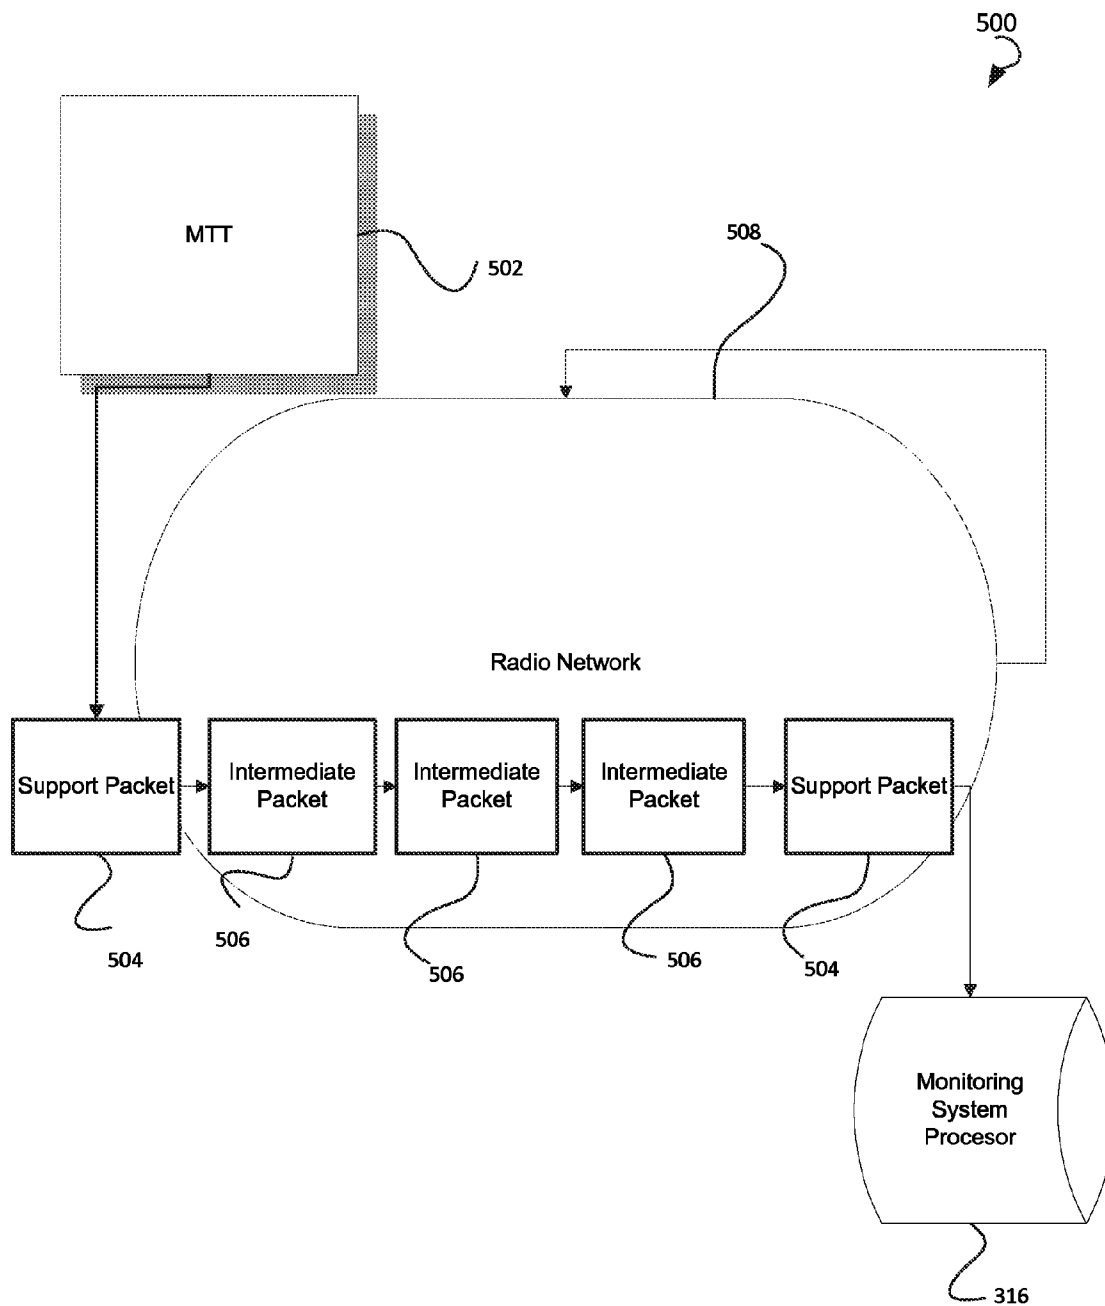 500
MTT
502
508
Radio Network
Support Packet
Intermediate
Packet
Intermediate
Packet
Intermediate
Packet
Support Packet
504
506
506
506
504
Monitoring
System
Procesor
316